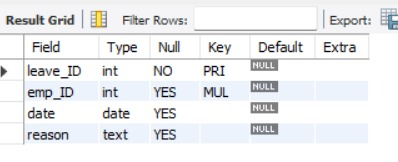 Result Grid Filter Rows: Export:
Field Type Null Key Default Extra
leave_ID int NO PRI NULL
emp_ID int YES MUL NULL
date date YES NULL
reason text YES NULL